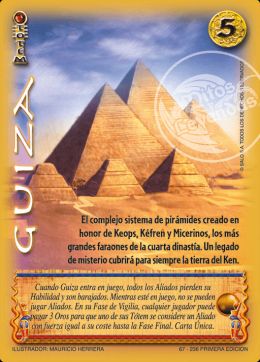 TOTEM
5
GUIZA
Mitos
El complejo sistema de pirámides creado en
honor de Keops, Kéfren y Micerinos, los más
grandes faraones de la cuarta dinastía. Un legado
de misterio cubrirá para siempre la tierra del Ken.
Cuando Guiza entra en juego, todos los Aliados pierden su
Habilidad y son barajados. Mientras esté en juego, no se pueden
jugar Aliados. En su Fase de Vigilia, cualquier jugador puede
pagar 3 Oros para que uno de sus Tótem se considere un Aliado
con fuerza igual a su coste hasta la Fase Final. Carta Única.
ILUSTRADOR: MAURICIO HERRERA
67 - 256 PRIMERA EDICION